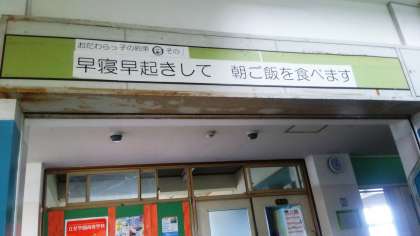 おだわらっ子の約束 その1
早寝早起きして 朝ご飯を食べます